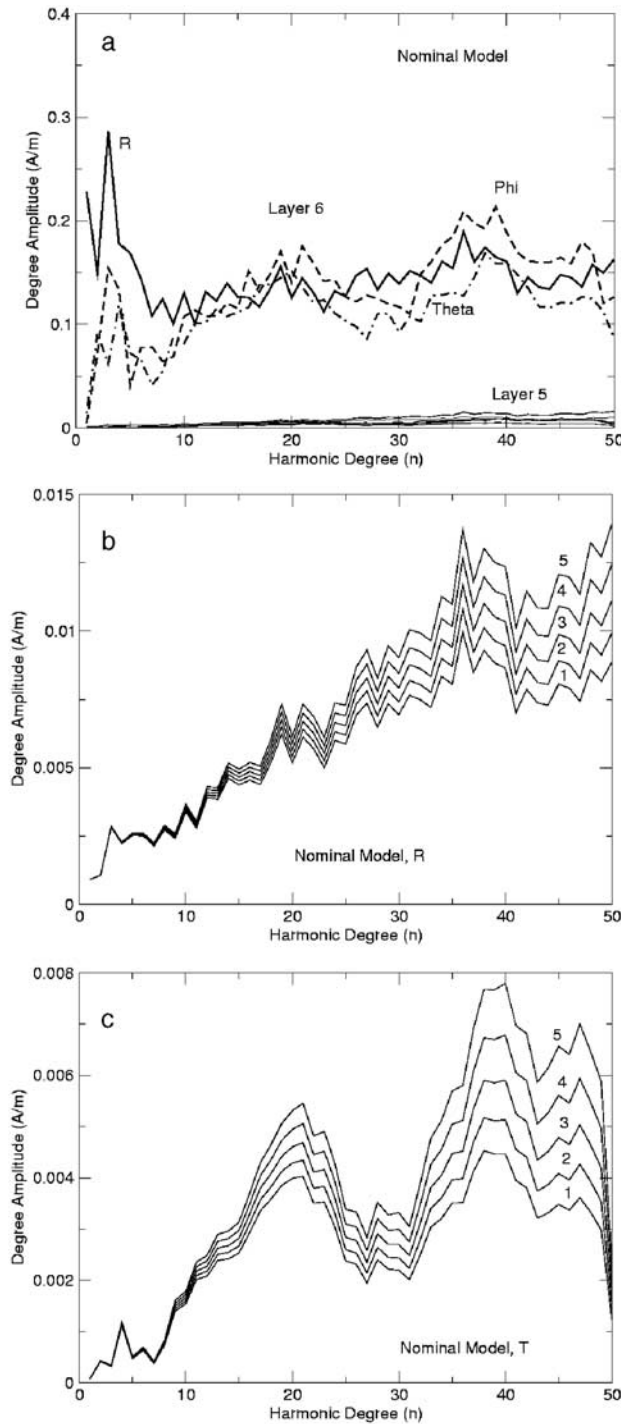 a
Nominal Model
R
Layer 6
Phi
Theta
Layer 5
Degree Amplitude (A/m)
0.4
0.3
0.2
0.1
0
0 10 20 30 40 50
Harmonic Degree (n)
b
5
4
3
2
1
Nominal Model, R
Degree Amplitude (A/m)
0.015
0.01
0.005
0
0 10 20 30 40 50
Harmonic Degree (n)
c
5
4
3
2
1
Nominal Model, T
Degree Amplitude (A/m)
0.008
0.006
0.004
0.002
0
0 10 20 30 40 50
Harmonic Degree (n)